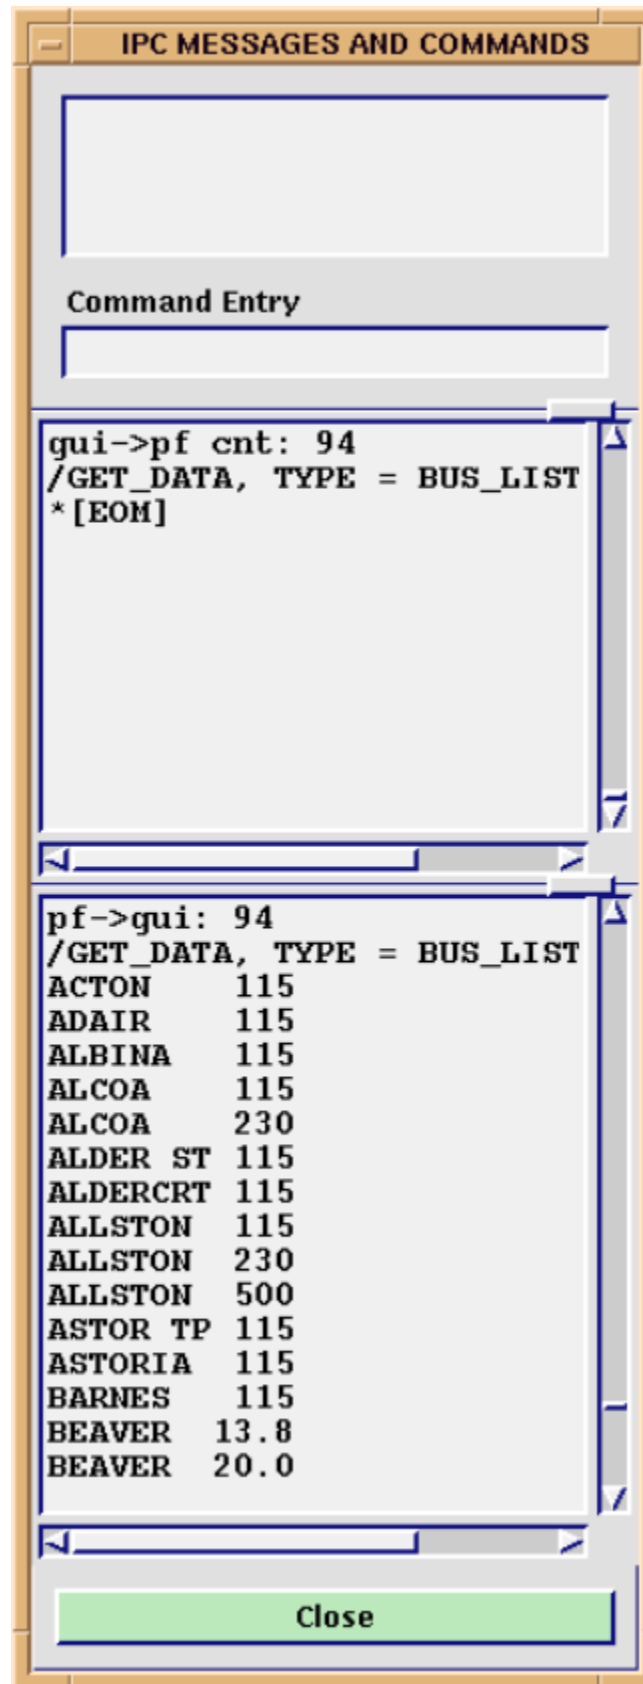 IPC MESSAGES AND COMMANDS
Command Entry
gui->pf cnt: 94
/GET_DATA, TYPE = BUS_LIST
*[EOM]
pf->gui: 94
/GET_DATA, TYPE = BUS_LIST
ACTON    115
ADAIR    115
ALBINA   115
ALCOA    115
ALCOA    230
ALDER ST 115
ALDERCRT 115
ALLSTON  115
ALLSTON  230
ALLSTON  500
ASTOR TP 115
ASTORIA  115
BARNES   115
BEAVER  13.8
BEAVER  20.0
Close